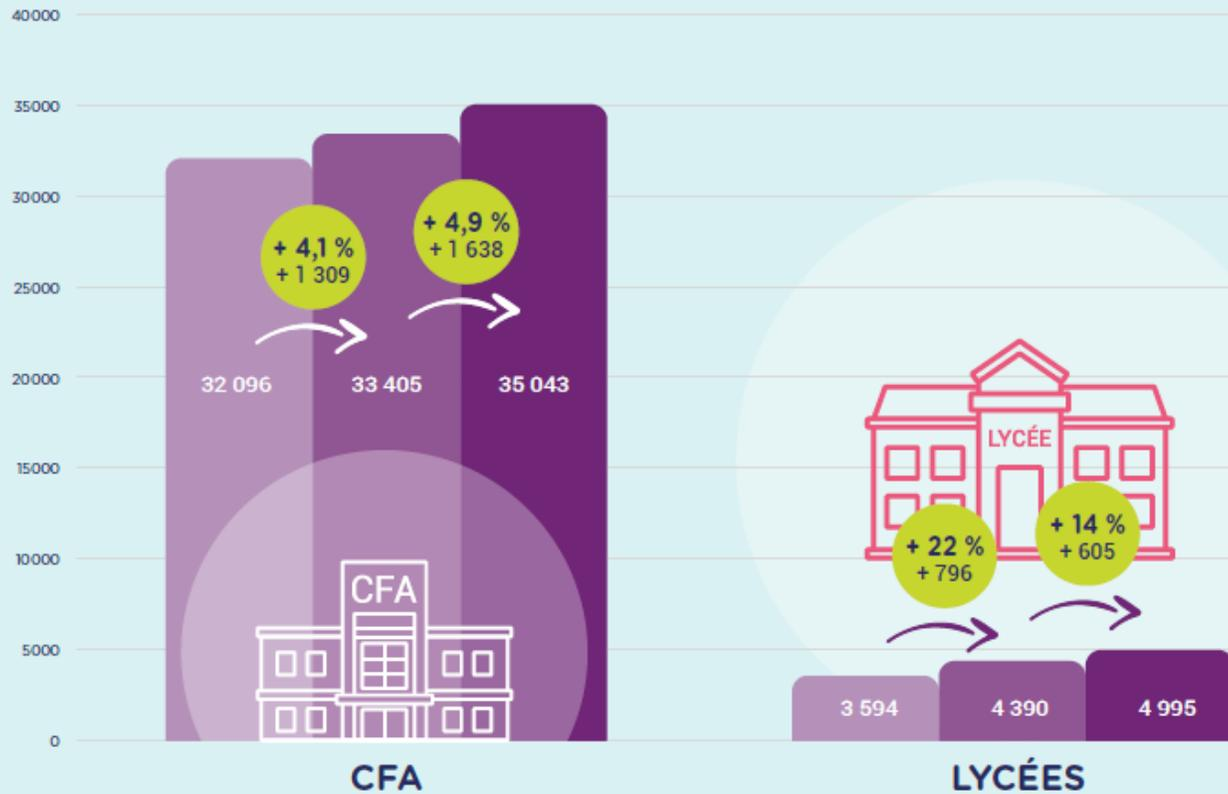 40000
35000
30000
25000
20000
15000
10000
5000
0
+ 4,1 %
+ 1 309
+ 4,9 %
+ 1 638
32 096
33 405
35 043
CFA
CFA
LYCÉE
+ 22 %
+ 796
+ 14 %
+ 605
3 594
4 390
4 995
LYCÉES